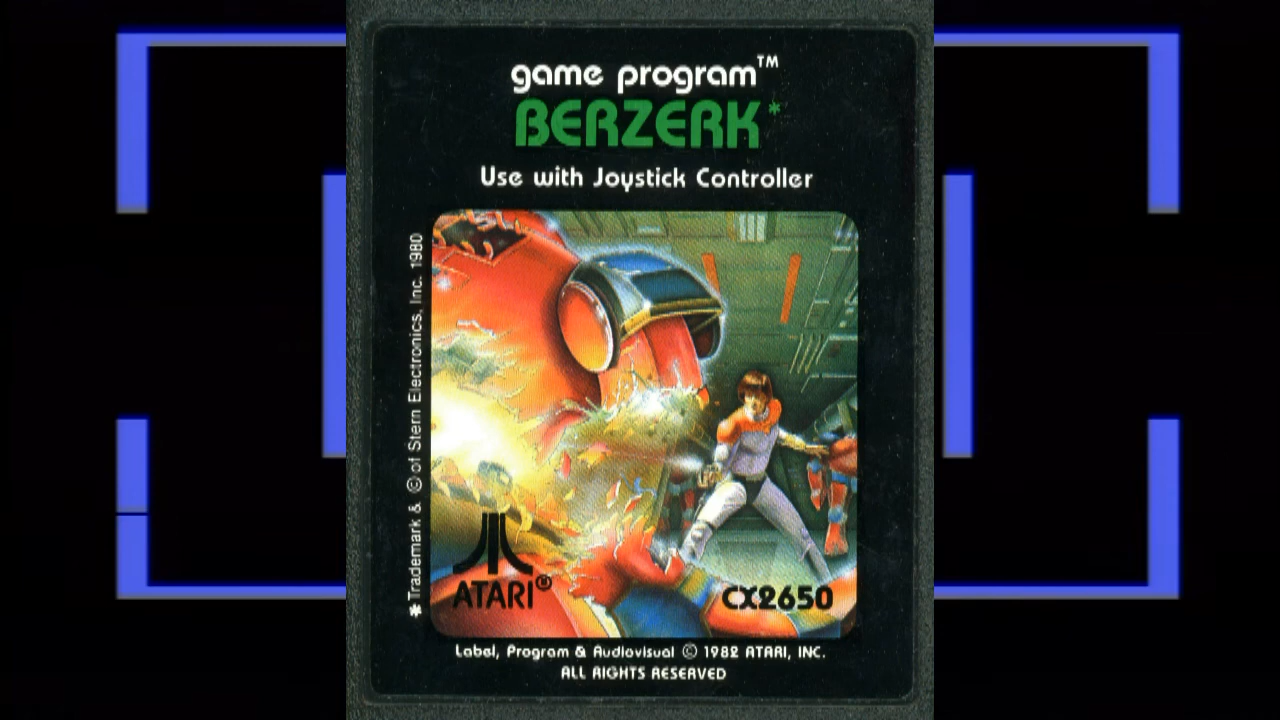 game program™
BERZERK*
Use with Joystick Controller
*Trademark & © of Stern Electronics, Inc. 1980
ATARI®
CX2650
Label, Program & Audiovisual © 1982 ATARI, INC.
ALL RIGHTS RESERVED